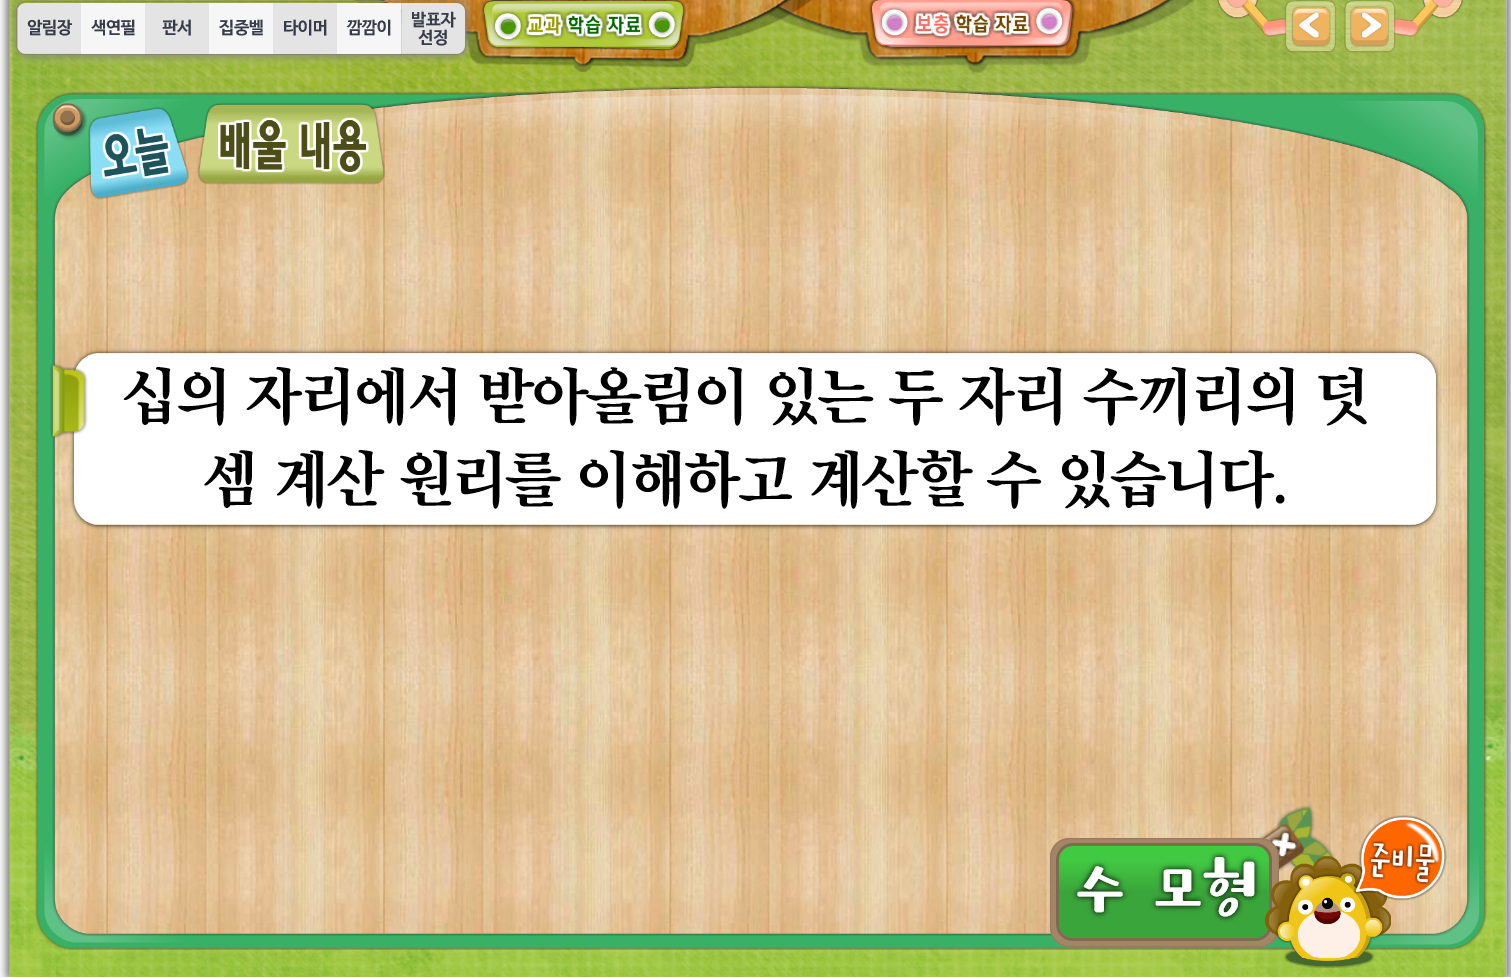 알림장 색연필 판서 집중벨 타이머 깜깜이 발표자 선정
교과 학습 자료
보충 학습 자료
오늘 배울 내용
십의 자리에서 받아올림이 있는 두 자리 수끼리의 덧
셈 계산 원리를 이해하고 계산할 수 있습니다.
준비물
수 모형